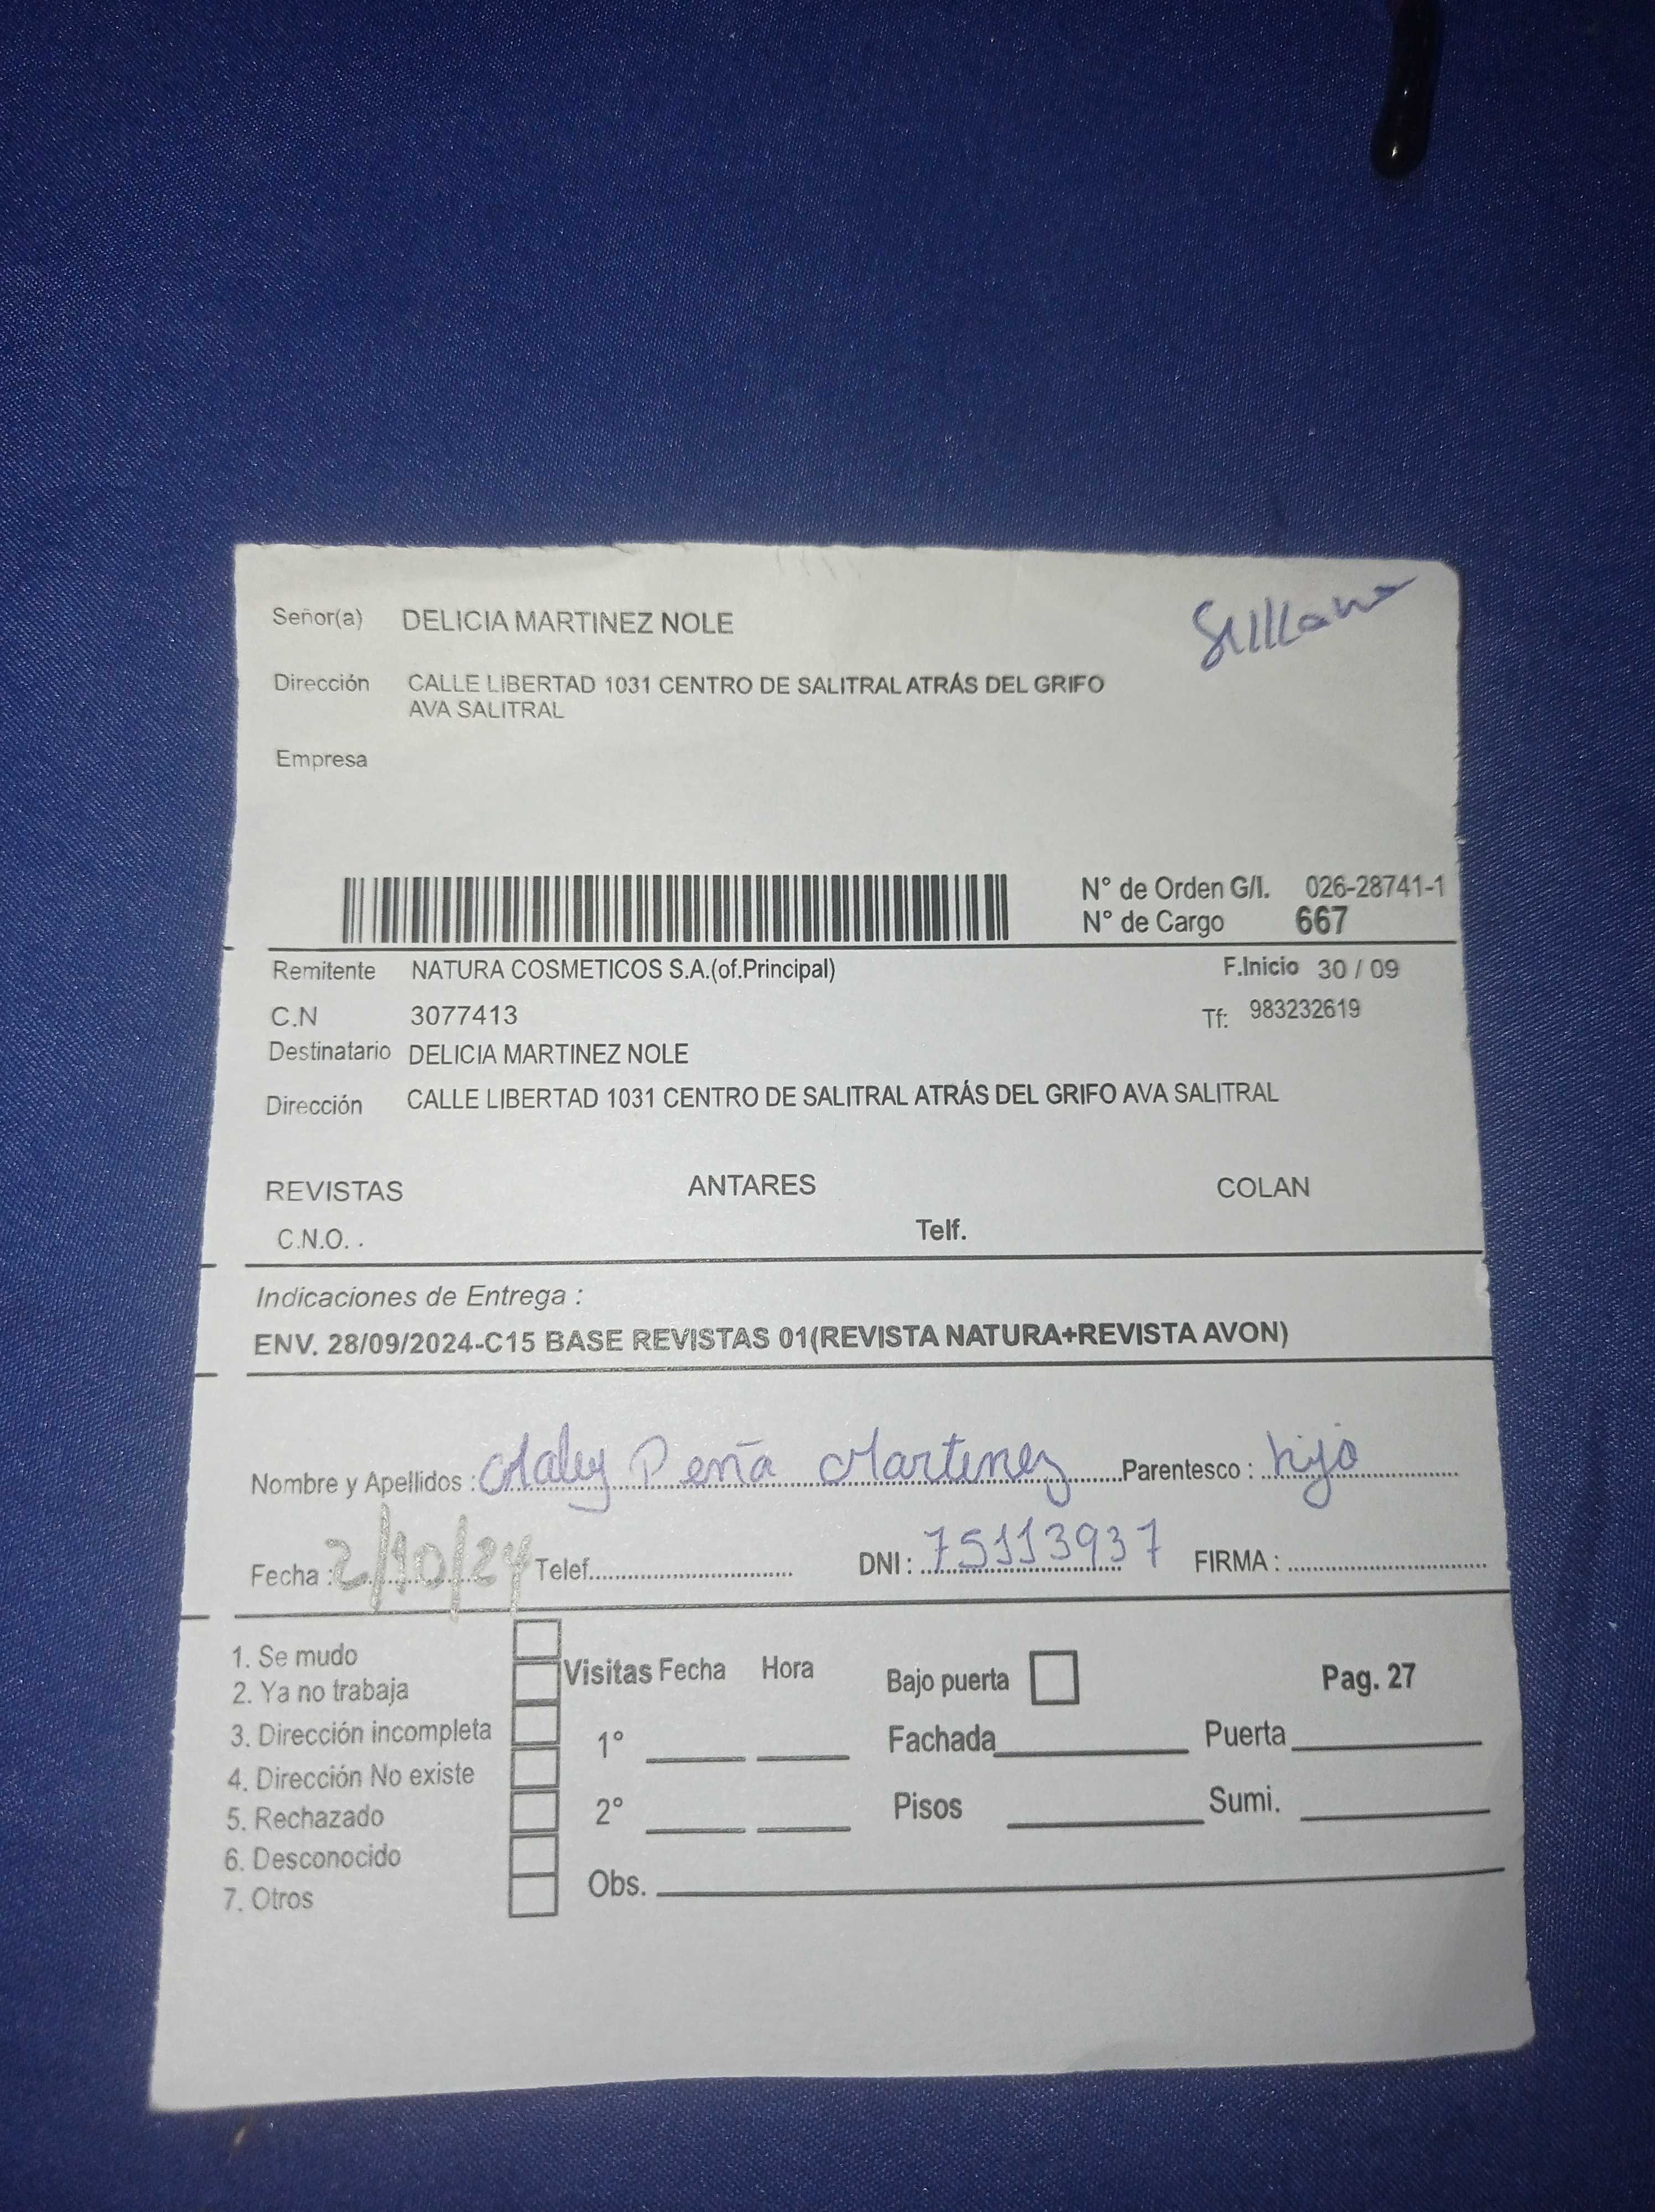 Sullana
Señor(a) DELICIA MARTINEZ NOLE
Dirección CALLE LIBERTAD 1031 CENTRO DE SALITRAL ATRÁS DEL GRIFO
AVA SALITRAL
Empresa
N° de Orden G/I. 026-28741-1
N° de Cargo 667
Remitente NATURA COSMETICOS S.A.(of.Principal) F.Inicio 30 / 09
C.N 3077413 Tf: 983232619
Destinatario DELICIA MARTINEZ NOLE
Dirección CALLE LIBERTAD 1031 CENTRO DE SALITRAL ATRÁS DEL GRIFO AVA SALITRAL
REVISTAS ANTARES COLAN
C.N.O. . Telf.
Indicaciones de Entrega :
ENV. 28/09/2024-C15 BASE REVISTAS 01(REVISTA NATURA+REVISTA AVON)
Nombre y Apellidos : Peña Martinez Parentesco : hijo
Fecha : 2/10/24 Telef. DNI : 75113937 FIRMA :
1. Se mudo
2. Ya no trabaja
3. Dirección incompleta
4. Dirección No existe
5. Rechazado
6. Desconocido
7. Otros
Visitas Fecha Hora
1°
2°
Obs.
Bajo puerta Pag. 27
Fachada Puerta
Pisos Sumi.